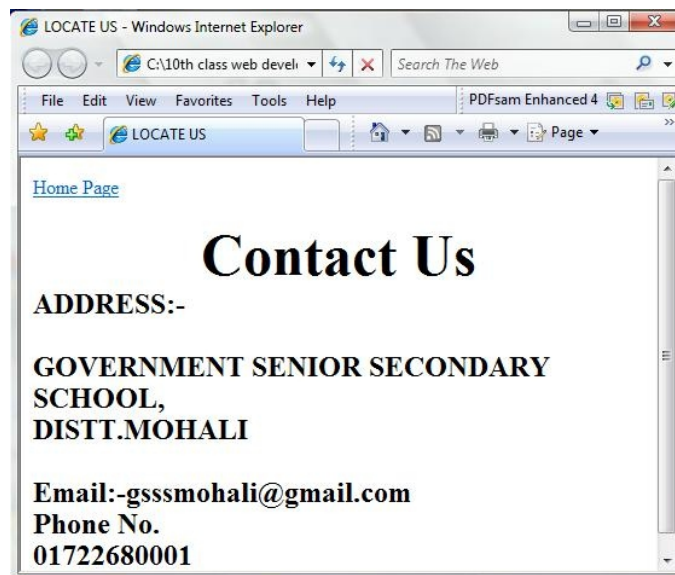 LOCATE US - Windows Internet Explorer
C:\10th class web develo
Search The Web
File Edit View Favorites Tools Help
PDFsam Enhanced 4
LOCATE US
Page
Home Page
Contact Us
ADDRESS:-
GOVERNMENT SENIOR SECONDARY
SCHOOL,
DISTT.MOHALI
Email:-gsssmohali@gmail.com
Phone No.
01722680001